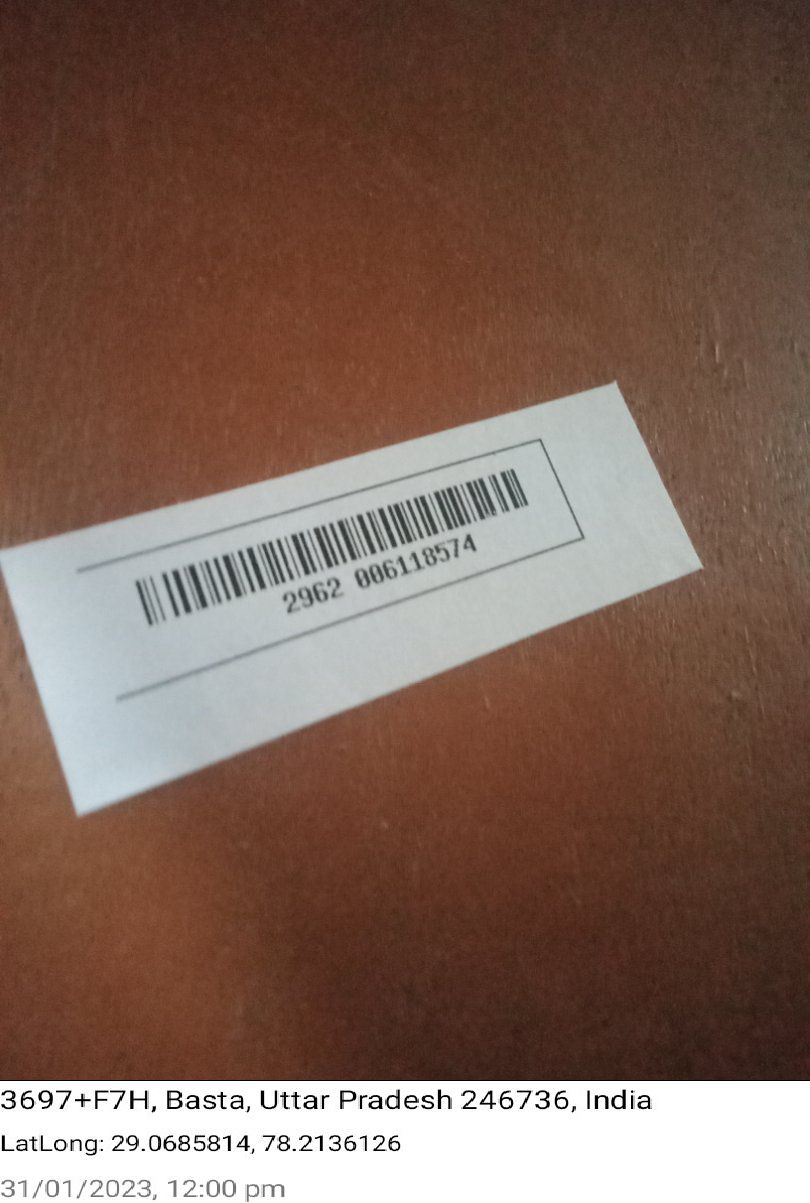 2962 006118574
3697+F7H, Basta, Uttar Pradesh 246736, India
LatLong: 29.0685814, 78.2136126
31/01/2023, 12:00 pm